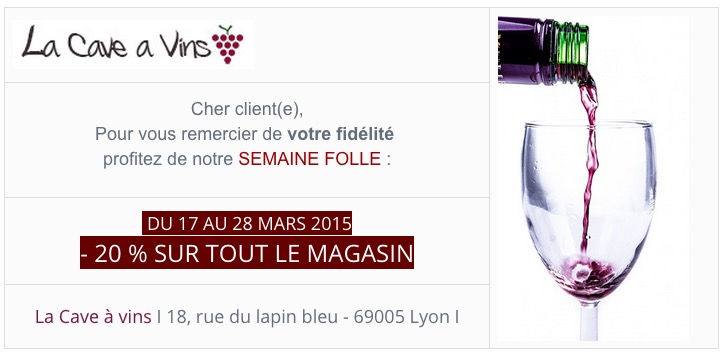 La Cave a Vins
Cher client(e),
Pour vous remercier de votre fidélité
profitez de notre SEMAINE FOLLE :
DU 17 AU 28 MARS 2015
- 20 % SUR TOUT LE MAGASIN
La Cave à vins I 18, rue du lapin bleu - 69005 Lyon I